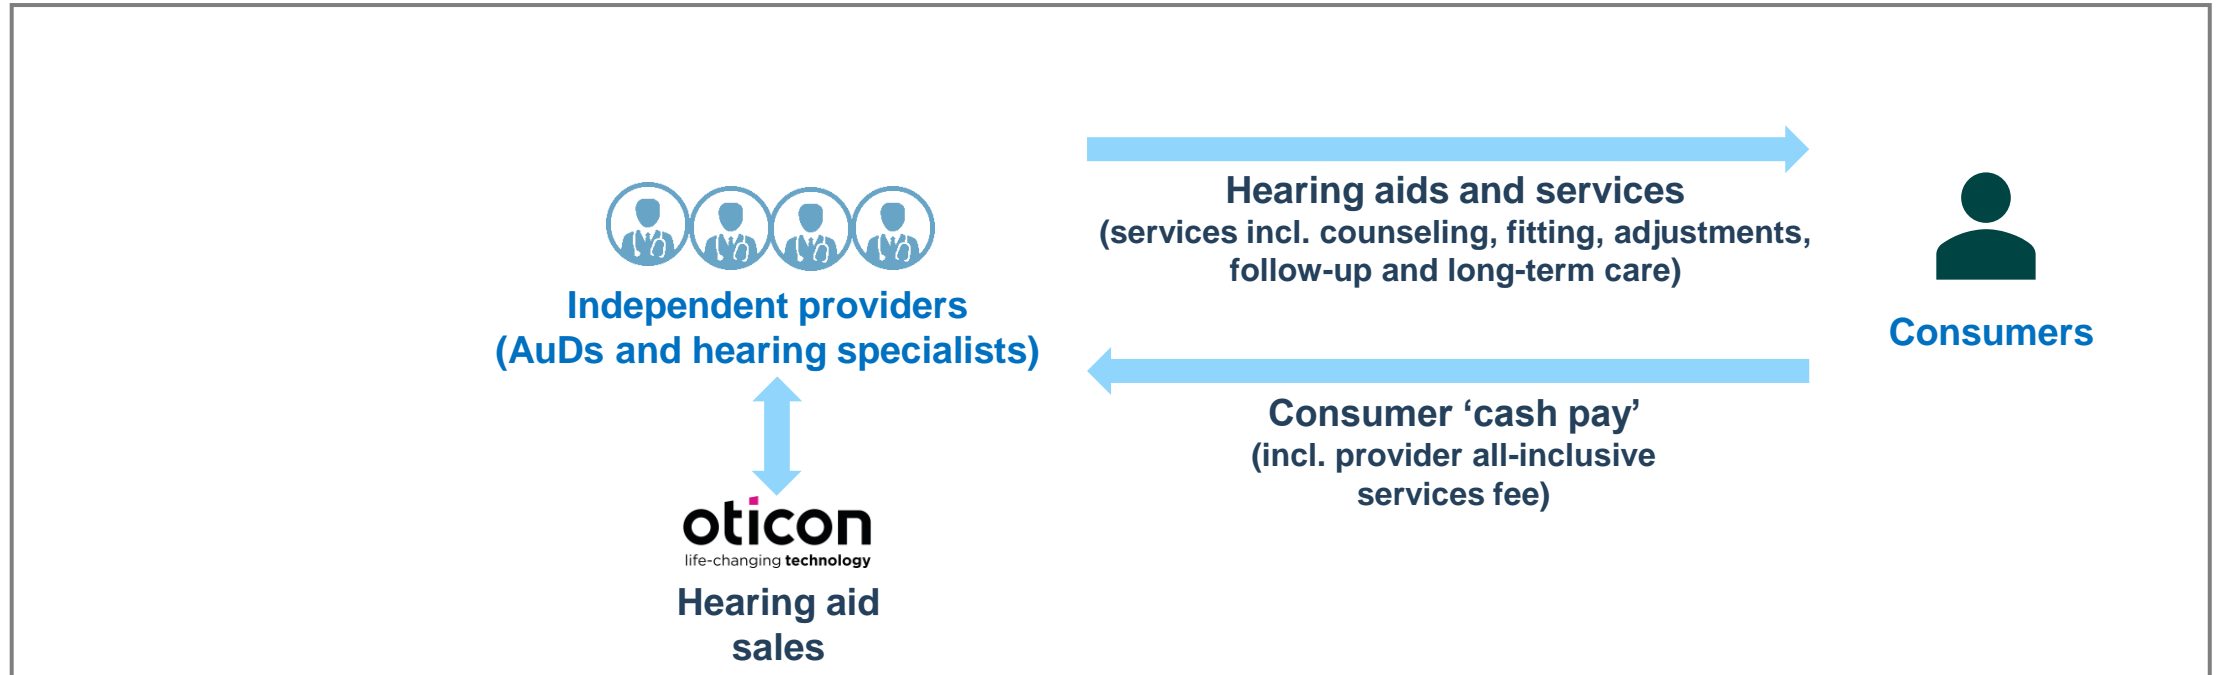 Hearing aids and services
(services incl. counseling, fitting, adjustments,
follow-up and long-term care)
Independent providers
(AuDs and hearing specialists)
Consumers
Consumer ‘cash pay’
(incl. provider all-inclusive
services fee)
oticon
life-changing technology
Hearing aid
sales